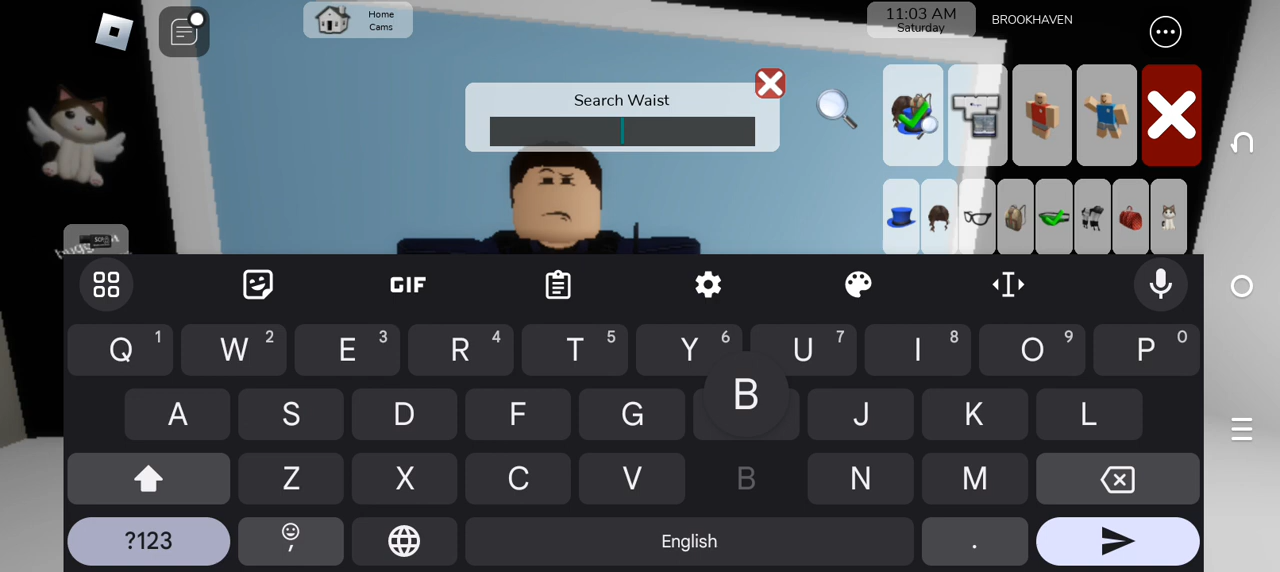 Home
Cams
11:03 AM
Saturday
BROOKHAVEN
Search Waist
GIF
Q 1 W 2 E 3 R 4 T 5 Y 6 U 7 I 8 O 9 P 0
A S D F G B J K L
Z X C V B N M
?123 , English .